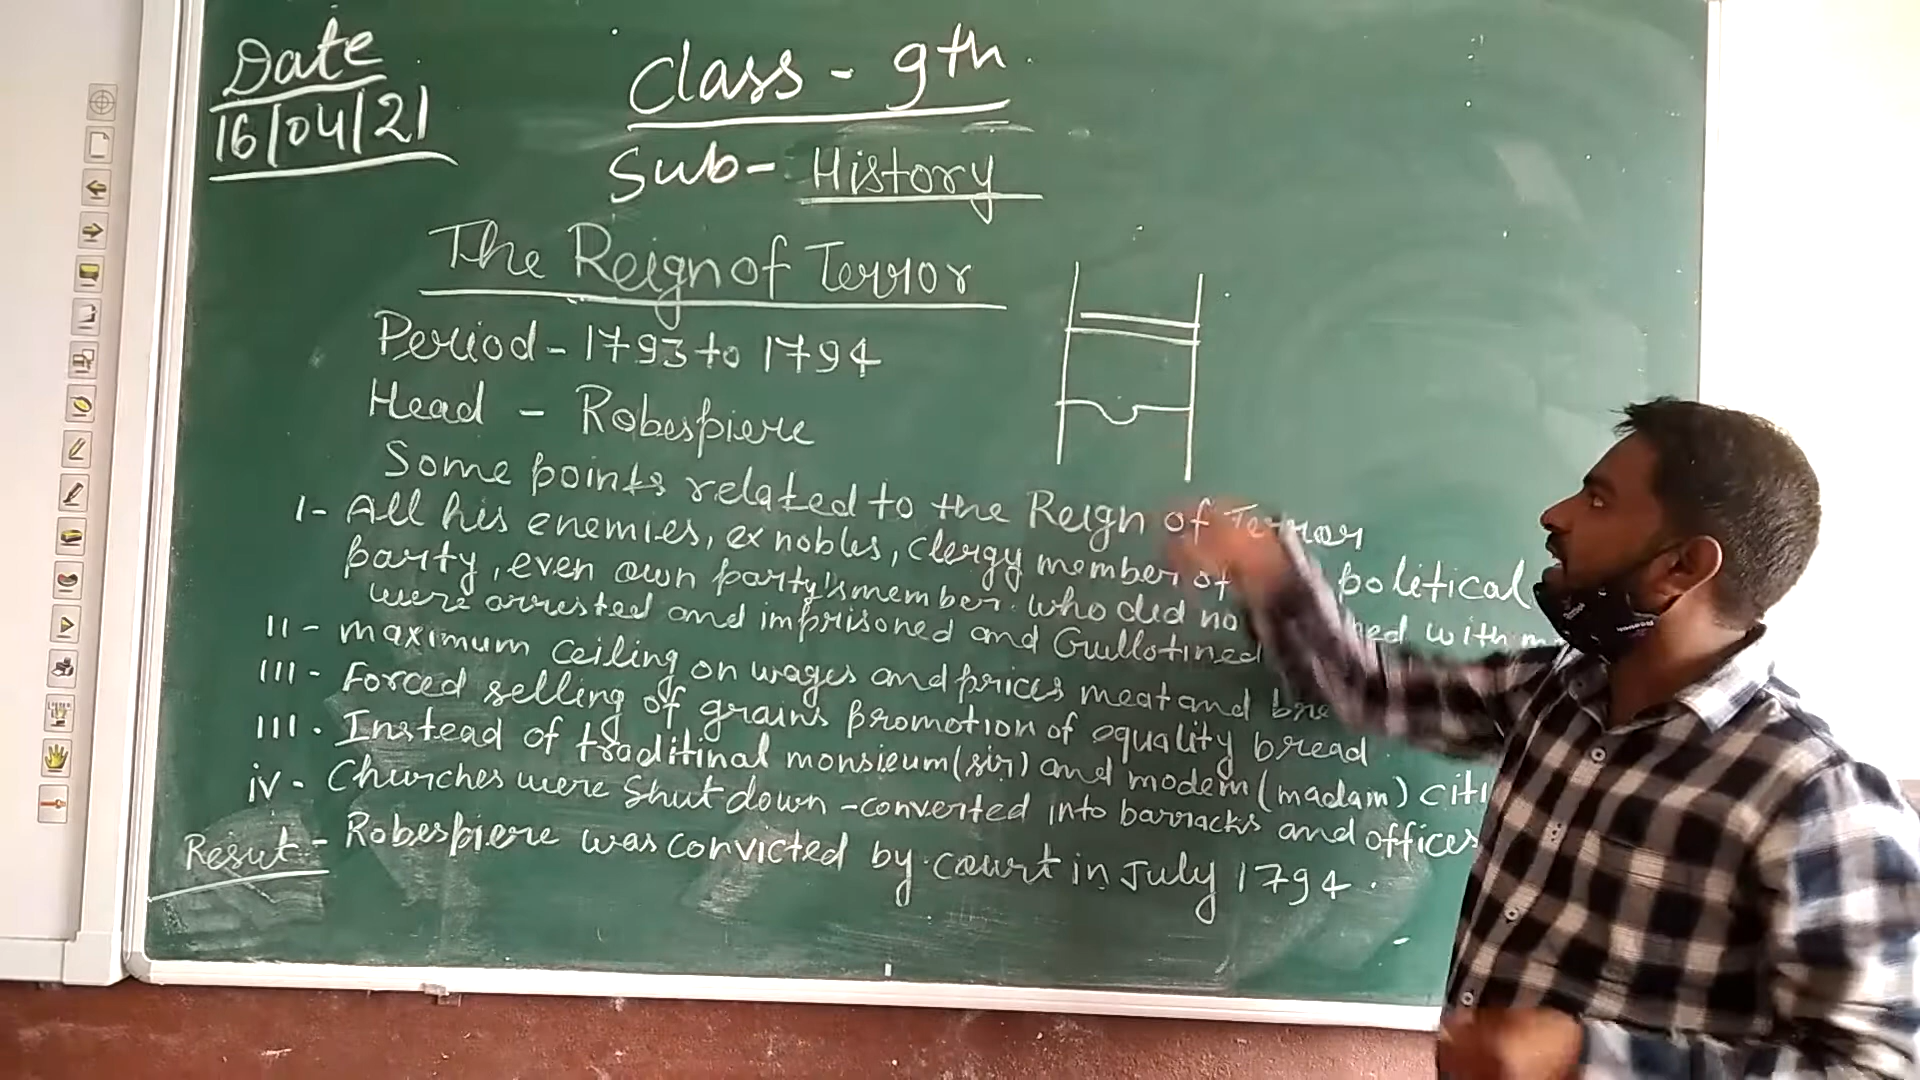 Date
16/04/21
Class - 9th
Sub - History
The Reign of Terror
Period - 1793 to 1794
Head - Robespiere
Some points related to the Reign of Terror
I - All his enemies, ex nobles, clergy member of political
party, even own party's member who did with
were arrested and imprisoned and Gullotined
II - maximum ceiling on wages and prices meat and
III - Forced selling of grains promotion of equality bread
III . Instead of traditinal monsieum (sir) and modem (madam)
iv - Churches were Shut down - converted into barracks and offices
Resut - Robespiere was convicted by court in July 1794 .